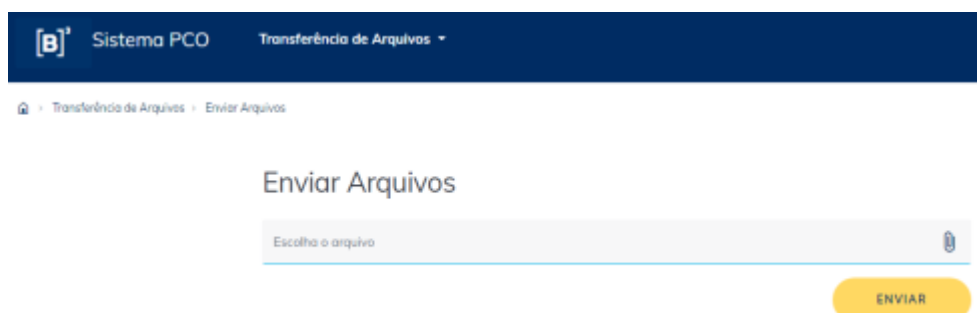 [B]³ Sistema PCO Transferência de Arquivos
Transferência de Arquivos > Enviar Arquivos
Enviar Arquivos
Escolha o arquivo
ENVIAR